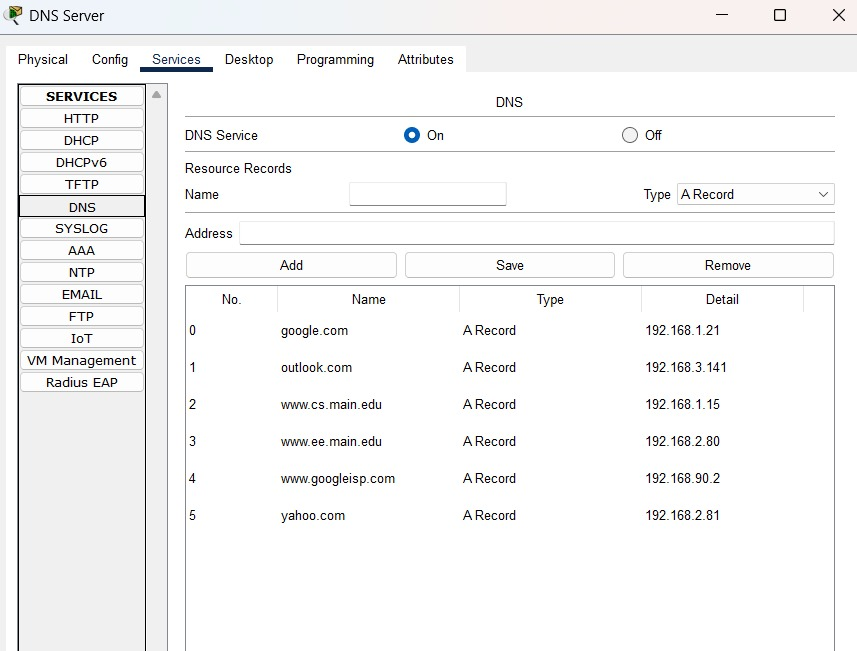 DNS Server
Physical Config Services Desktop Programming Attributes
SERVICES
HTTP
DHCP
DHCPv6
TFTP
DNS
SYSLOG
AAA
NTP
EMAIL
FTP
IoT
VM Management
Radius EAP
DNS
DNS Service On Off
Resource Records
Name Type A Record
Address
Add Save Remove
No. Name Type Detail
0 google.com A Record 192.168.1.21
1 outlook.com A Record 192.168.3.141
2 www.cs.main.edu A Record 192.168.1.15
3 www.ee.main.edu A Record 192.168.2.80
4 www.googleisp.com A Record 192.168.90.2
5 yahoo.com A Record 192.168.2.81